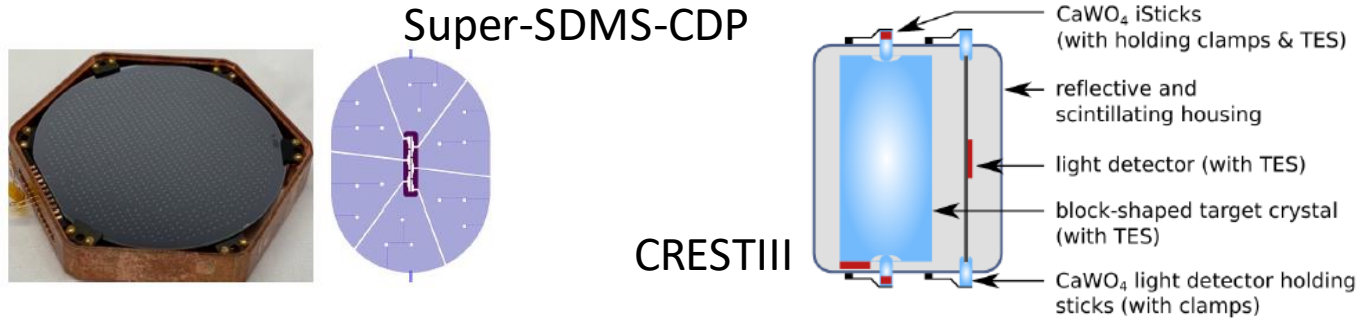 Super-SDMS-CDP
CRESTIII
CaWO₄ iSticks
(with holding clamps & TES)
reflective and
scintillating housing
light detector (with TES)
block-shaped target crystal
(with TES)
CaWO₄ light detector holding
sticks (with clamps)